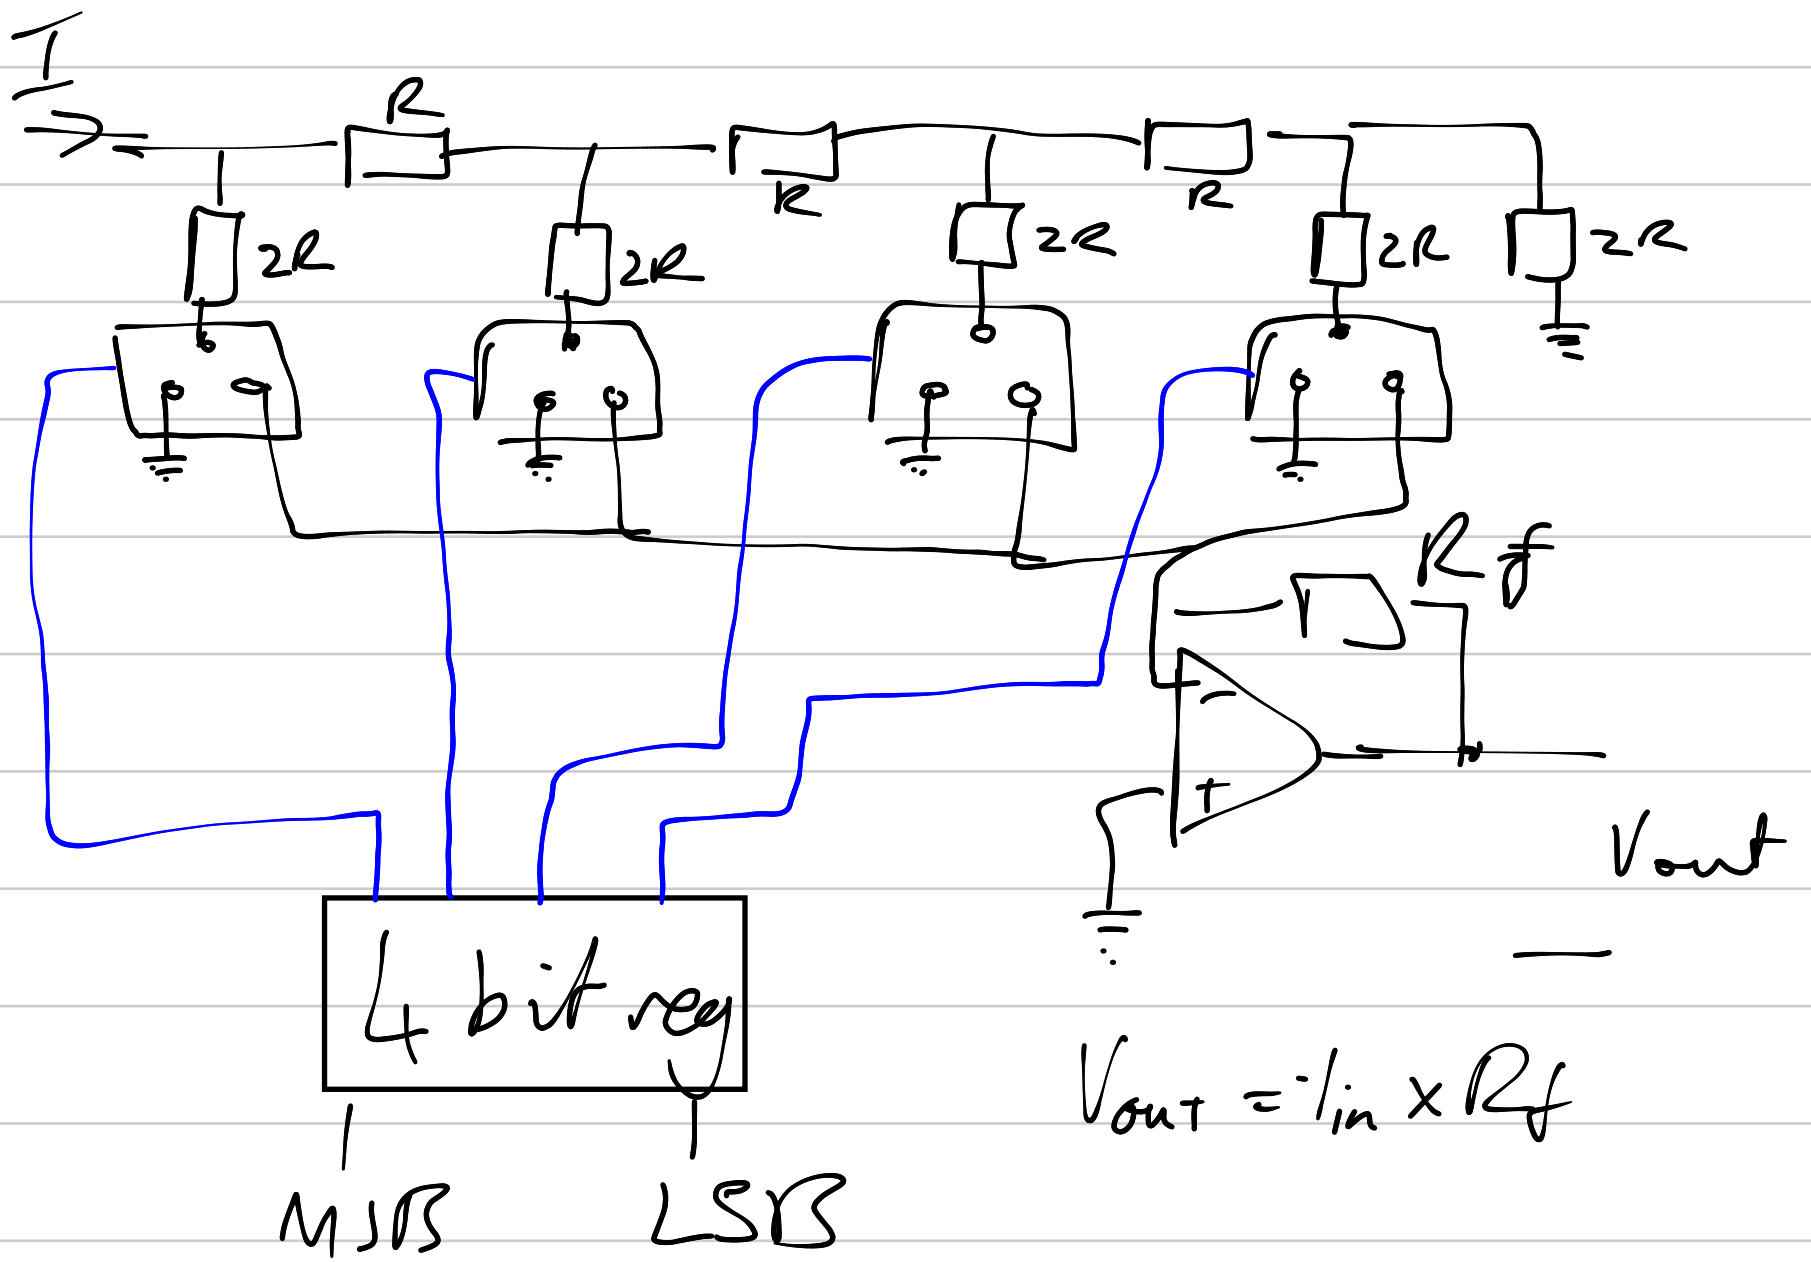 I
R
R
R
2R
2R
2R
2R
2R
Rf
-
+
Vout
4 bit reg
Vout = -Iin × Rf
MSB
LSB